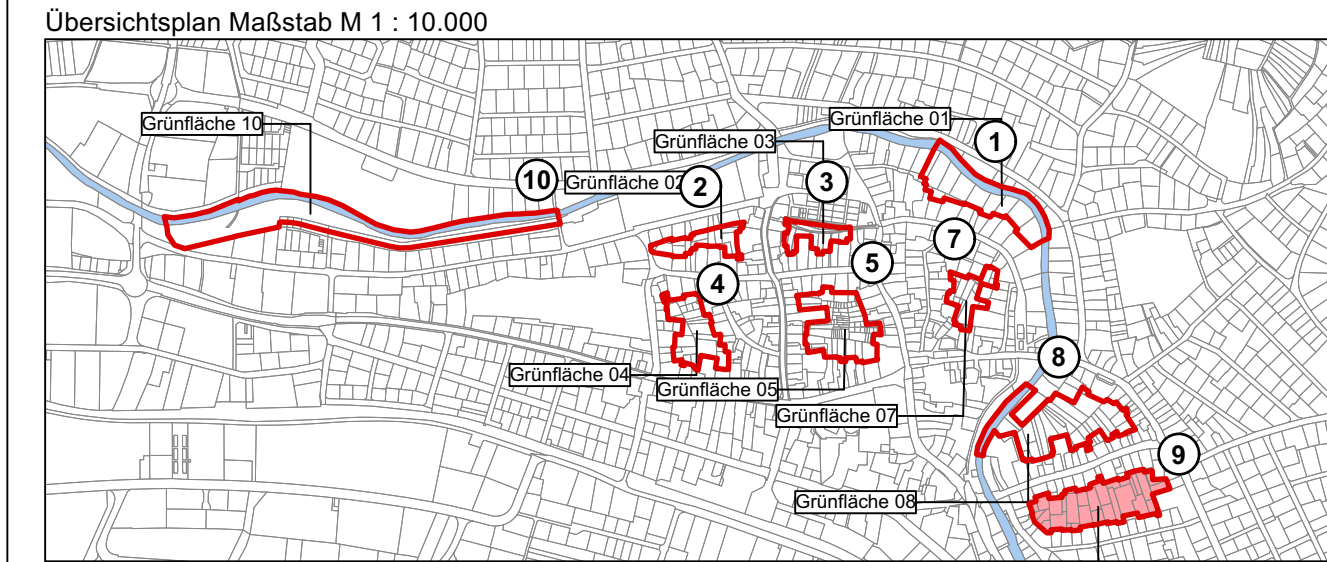 Übersichtsplan Maßstab M 1 : 10.000
Grünfläche 01
Grünfläche 10
1
Grünfläche 03
10
Grünfläche 02
2
3
7
5
4
8
Grünfläche 04
Grünfläche 05
Grünfläche 07
9
Grünfläche 08